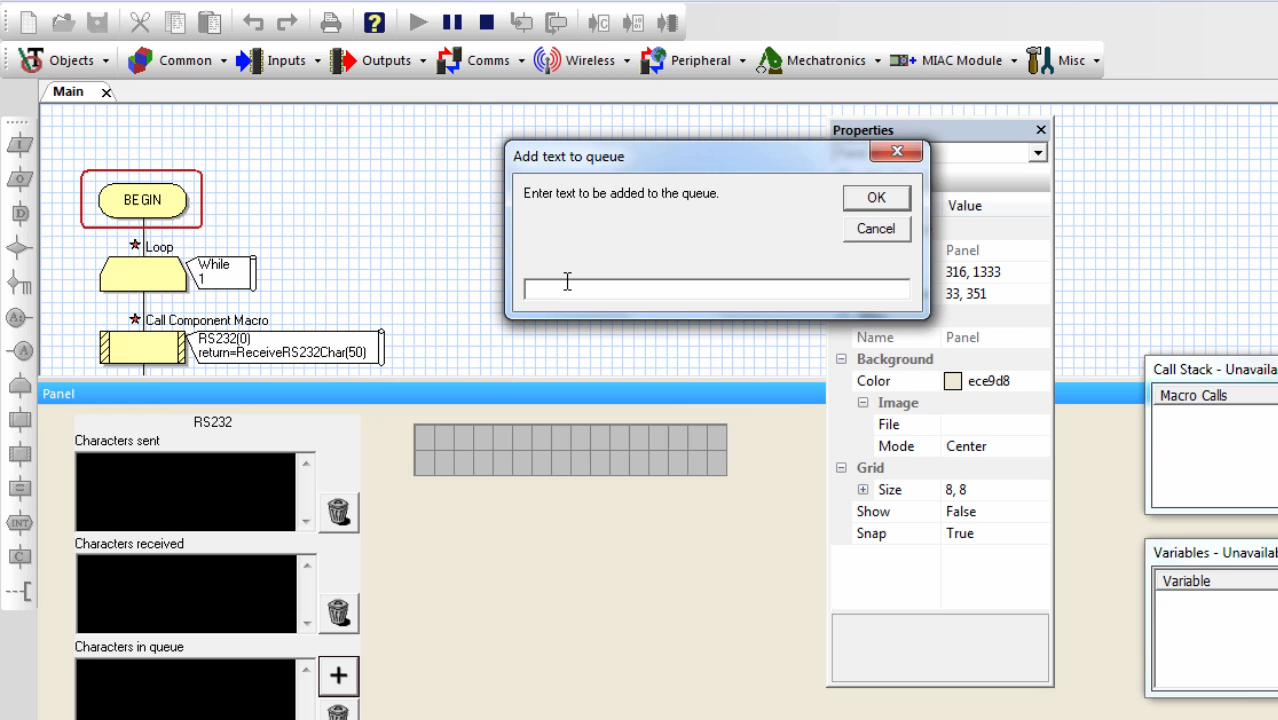 Objects
Common
Inputs
Outputs
Comms
Wireless
Peripheral
Mechatronics
MIAC Module
Misc
Main
Properties
Add text to queue
Enter text to be added to the queue.
OK
Cancel
Value
BEGIN
Loop
While
1
Call Component Macro
RS232(0)
return=ReceiveRS232Char(50)
Panel
316, 1333
33, 351
Name Panel
Background
Color ece9d8
Image
File
Mode Center
Grid
Size 8, 8
Show False
Snap True
Panel
RS232
Characters sent
Characters received
Characters in queue
Call Stack - Unavaila
Macro Calls
Variables - Unavailab
Variable